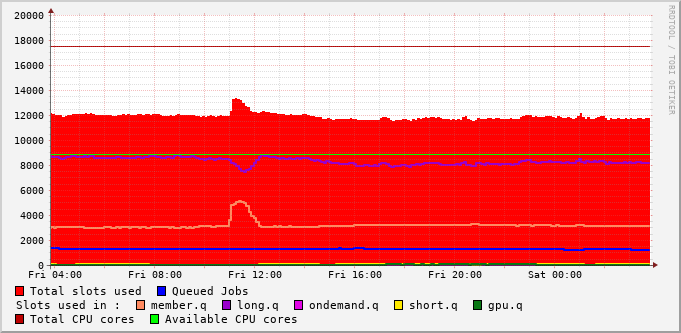 20000
18000
16000
14000
12000
10000
8000
6000
4000
2000
0
Fri 04:00 Fri 08:00 Fri 12:00 Fri 16:00 Fri 20:00 Sat 00:00
Total slots used Queued Jobs
Slots used in : member.q long.q ondemand.q short.q gpu.q
Total CPU cores Available CPU cores
RRDTOOL / TOBI OETIKER